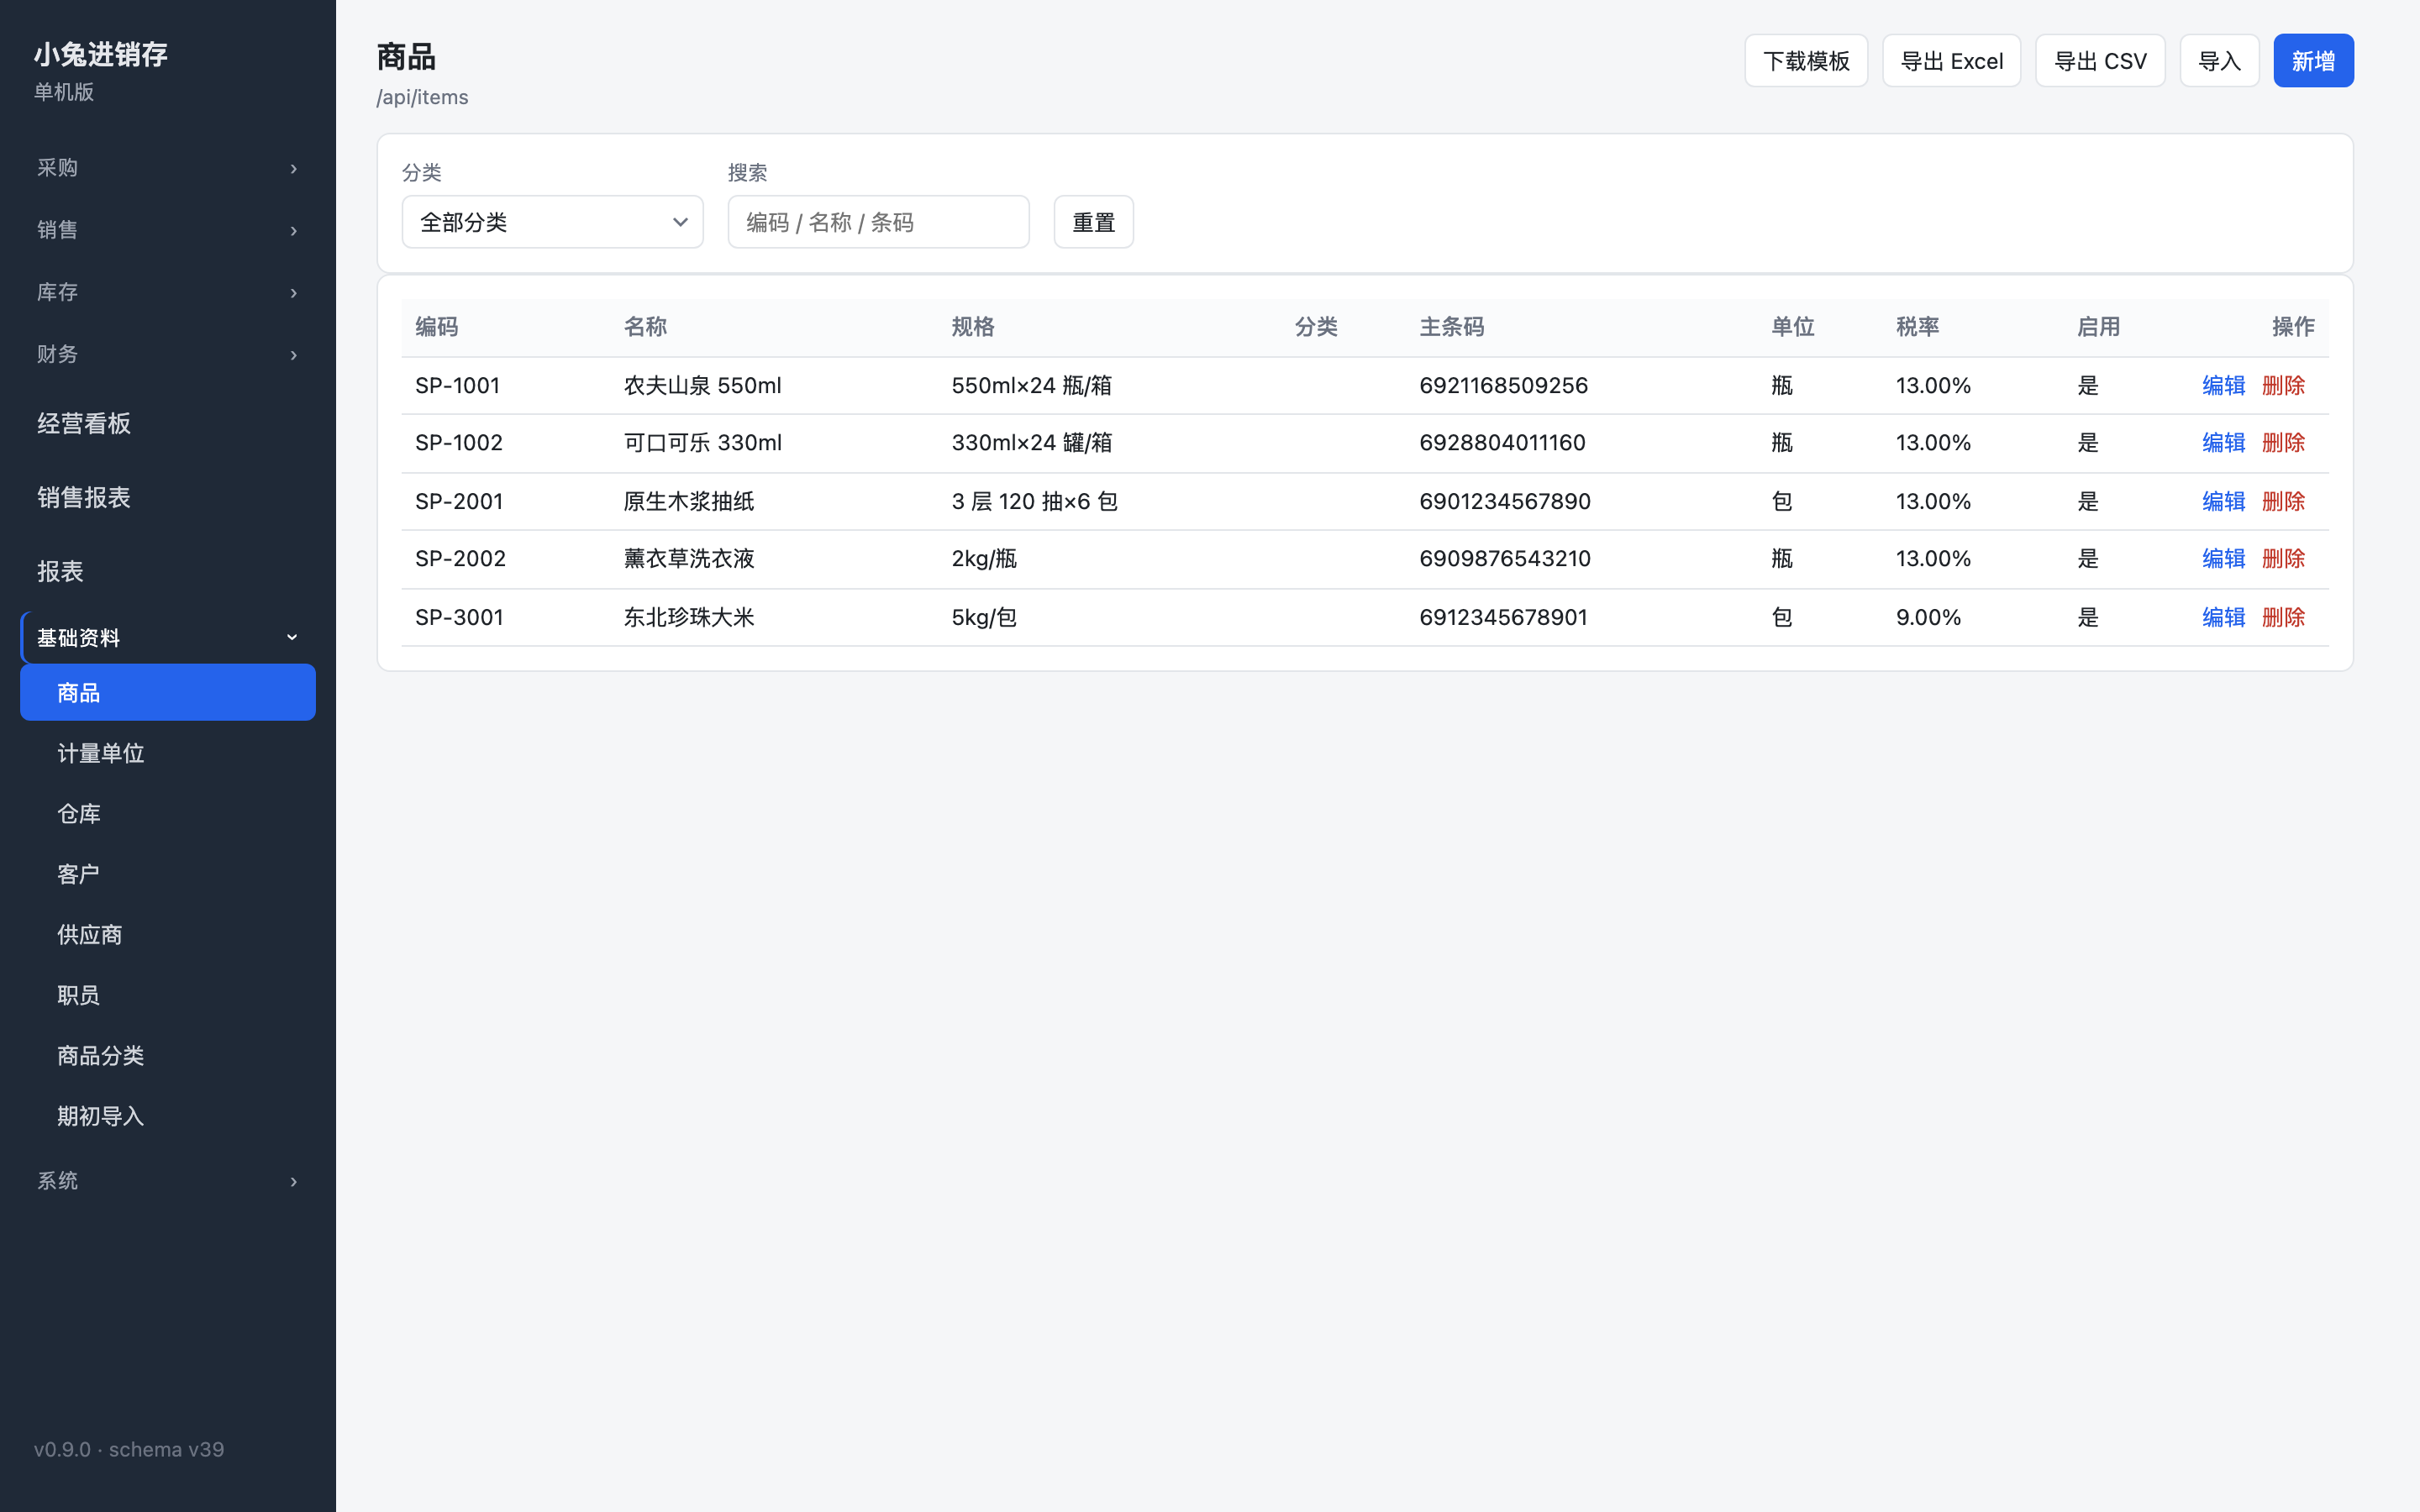 小兔进销存
单机版
采购
销售
库存
财务
经营看板
销售报表
报表
基础资料
商品
计量单位
仓库
客户
供应商
职员
商品分类
期初导入
系统
v0.9.0 · schema v39
商品
/api/items
下载模板 导出 Excel 导出 CSV 导入 新增
分类 搜索
全部分类 编码 / 名称 / 条码 重置
编码 名称 规格 分类 主条码 单位 税率 启用 操作
SP-1001 农夫山泉 550ml 550ml×24 瓶/箱 6921168509256 瓶 13.00% 是 编辑 删除
SP-1002 可口可乐 330ml 330ml×24 罐/箱 6928804011160 瓶 13.00% 是 编辑 删除
SP-2001 原生木浆抽纸 3 层 120 抽×6 包 6901234567890 包 13.00% 是 编辑 删除
SP-2002 薰衣草洗衣液 2kg/瓶 6909876543210 瓶 13.00% 是 编辑 删除
SP-3001 东北珍珠大米 5kg/包 6912345678901 包 9.00% 是 编辑 删除